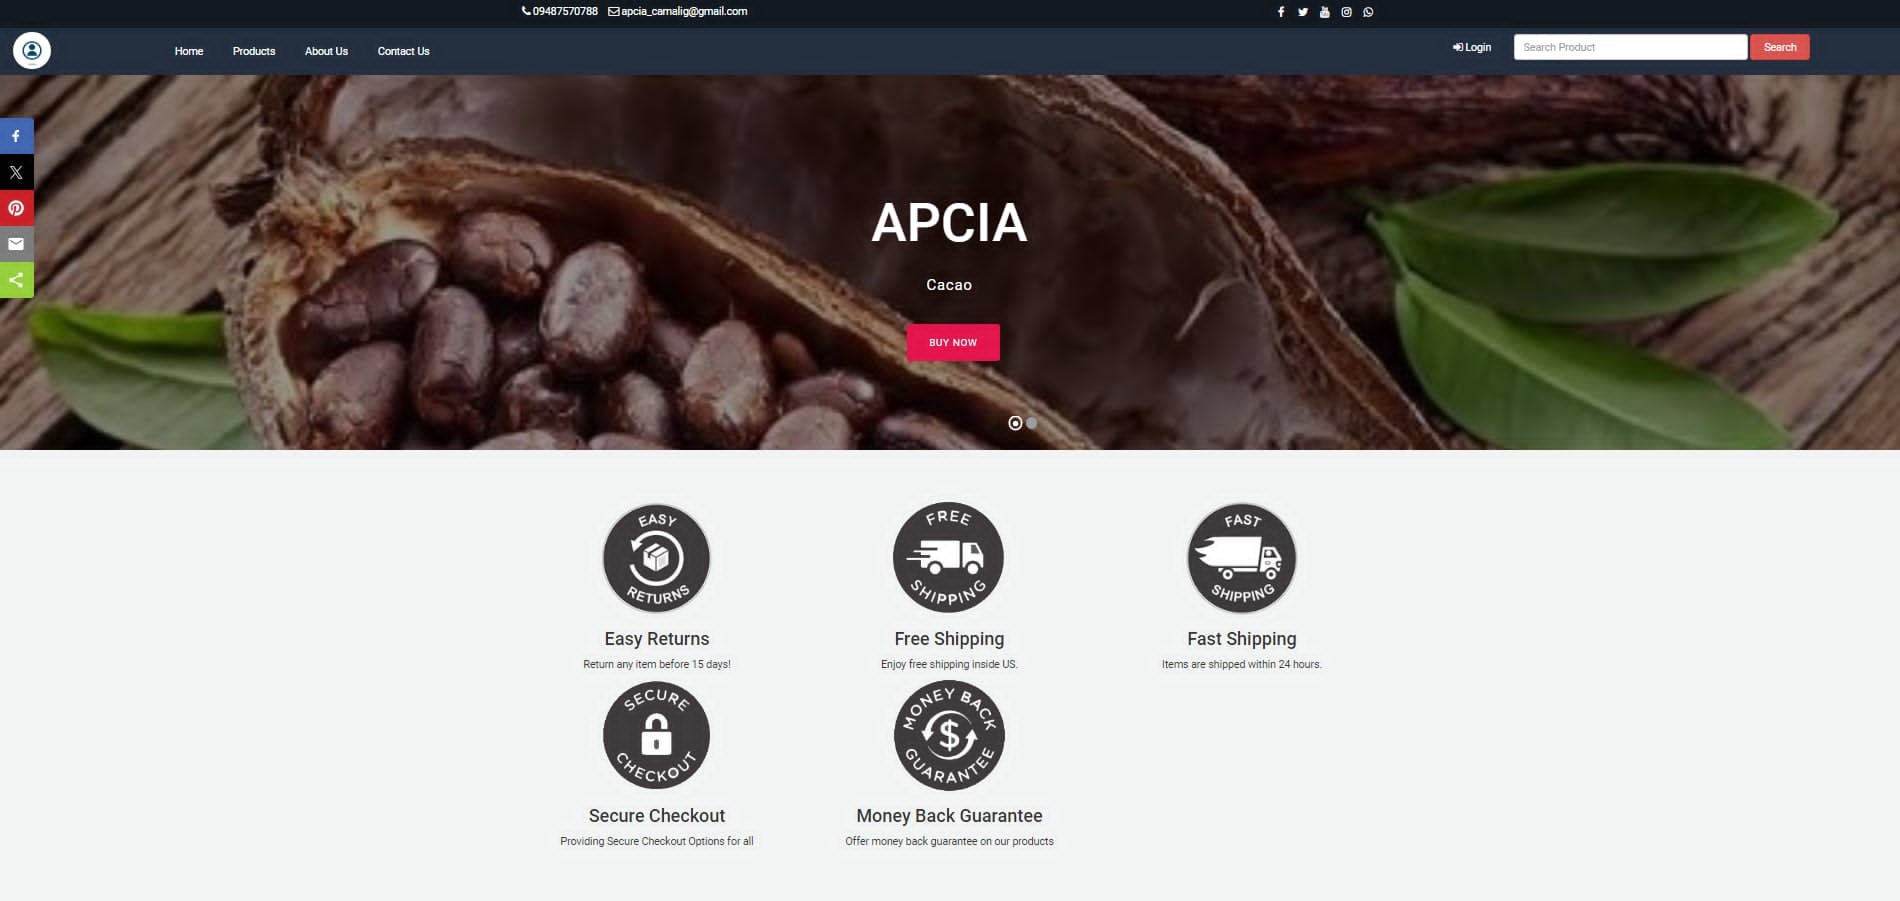 09487570788 apcia_camalig@gmail.com
Home Products About Us Contact Us Login Search Product Search
APCIA
Cacao
BUY NOW
EASY RETURNS
FREE SHIPPING
FAST SHIPPING
Easy Returns
Free Shipping
Fast Shipping
Return any item before 15 days!
Enjoy free shipping inside US.
Items are shipped within 24 hours.
SECURE CHECKOUT
MONEY BACK GUARANTEE
Secure Checkout
Money Back Guarantee
Providing Secure Checkout Options for all
Offer money back guarantee on our products